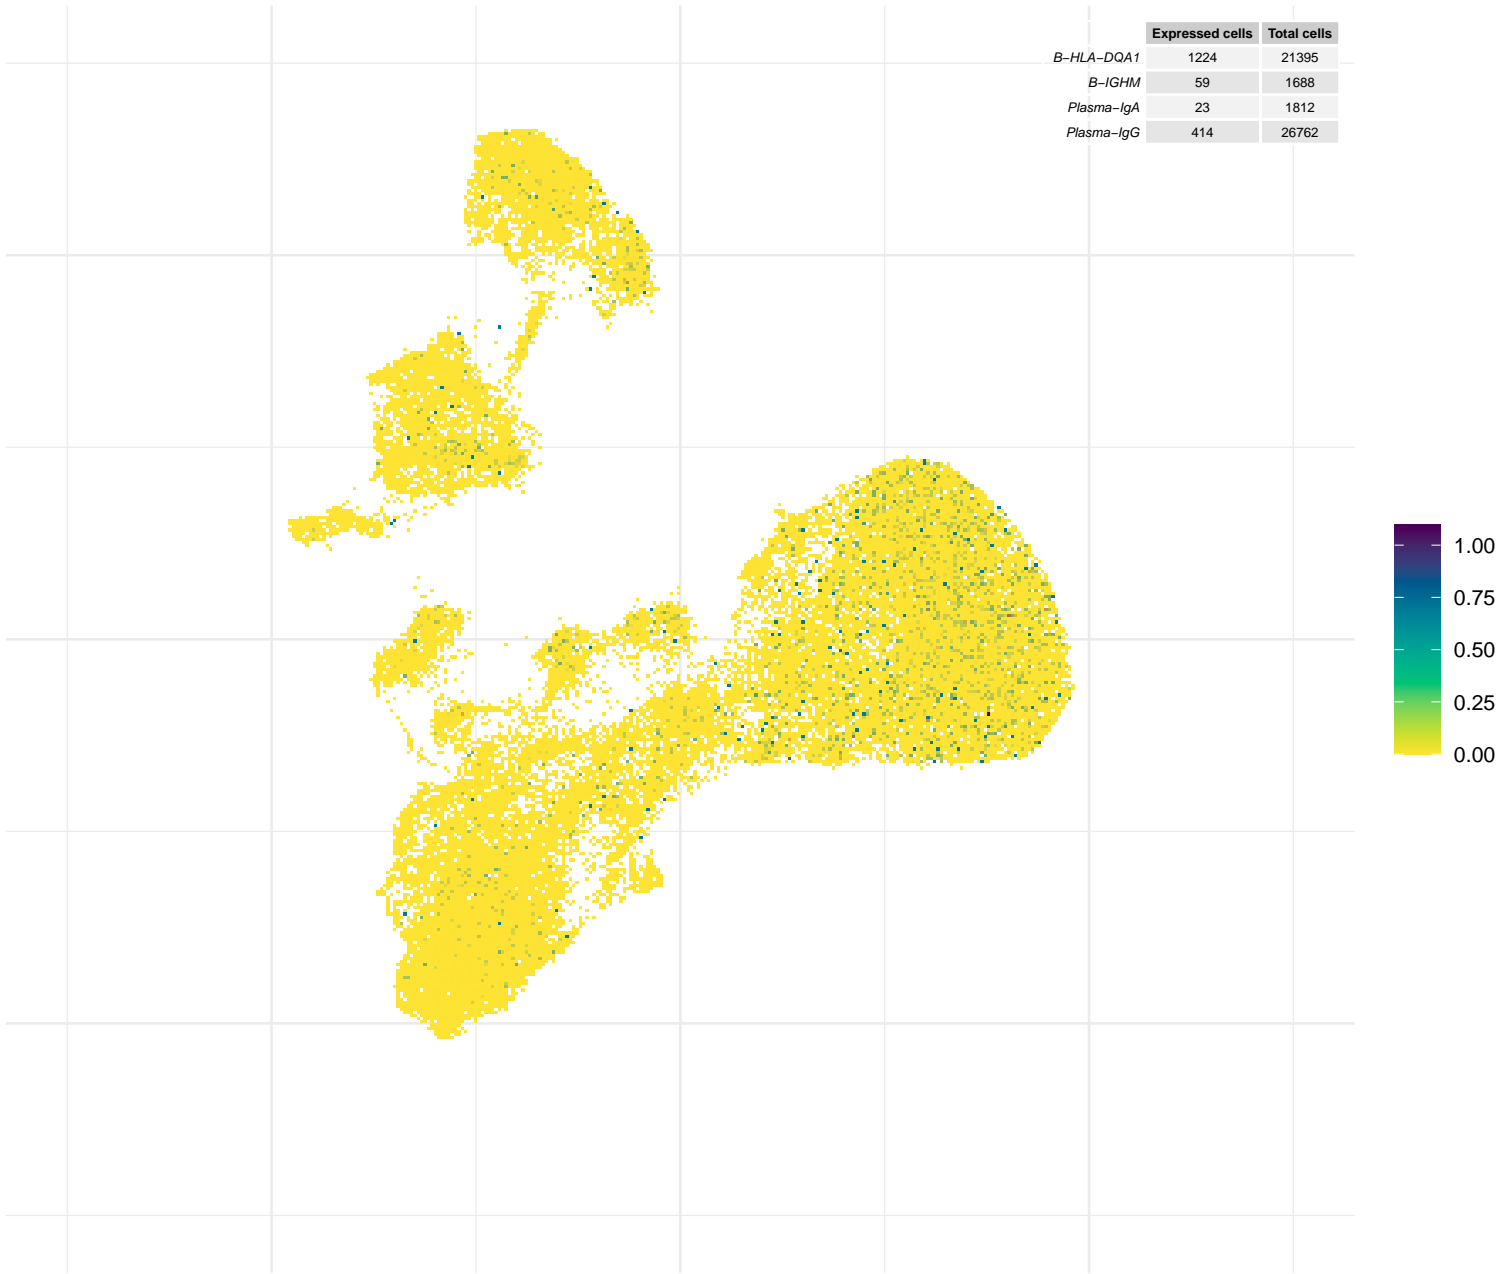 Expressed cells Total cells
B−HLA−DQA1 1224 21395
B−IGHM 59 1688
Plasma−IgA 23 1812
Plasma−IgG 414 26762
1.00
0.75
0.50
0.25
0.00